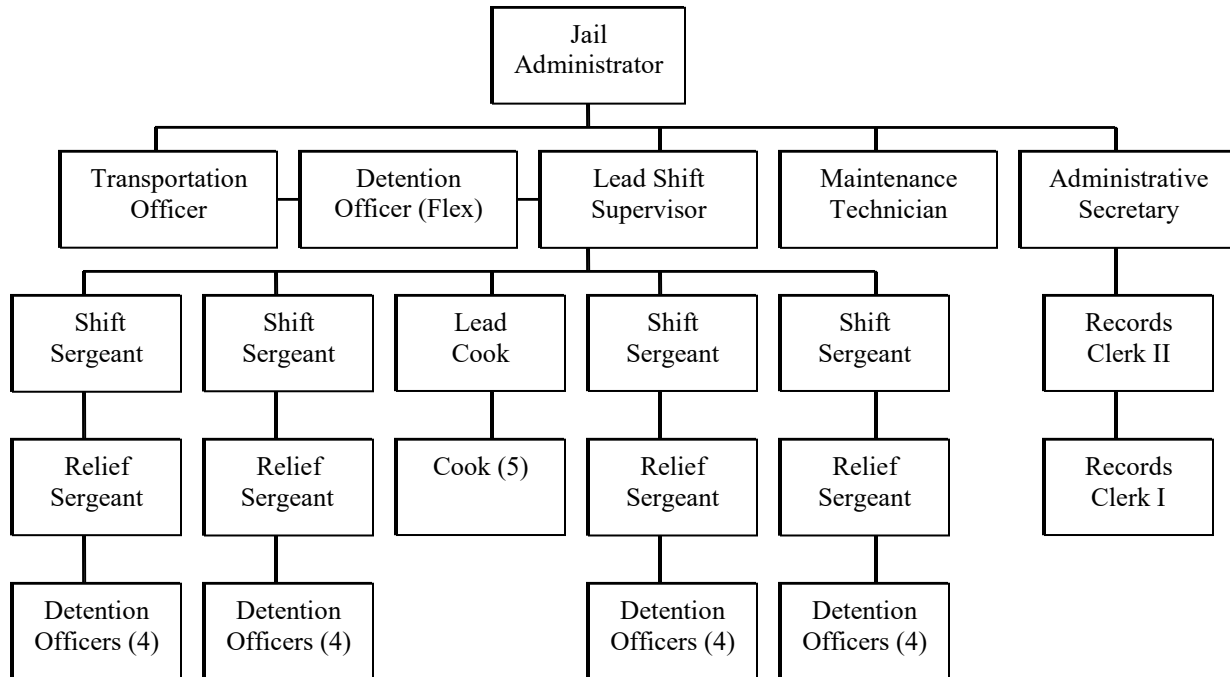 Jail
Administrator
Transportation
Officer
Detention
Officer (Flex)
Lead Shift
Supervisor
Maintenance
Technician
Administrative
Secretary
Shift
Sergeant
Shift
Sergeant
Lead
Cook
Shift
Sergeant
Shift
Sergeant
Records
Clerk II
Relief
Sergeant
Relief
Sergeant
Cook (5)
Relief
Sergeant
Relief
Sergeant
Records
Clerk I
Detention
Officers (4)
Detention
Officers (4)
Detention
Officers (4)
Detention
Officers (4)